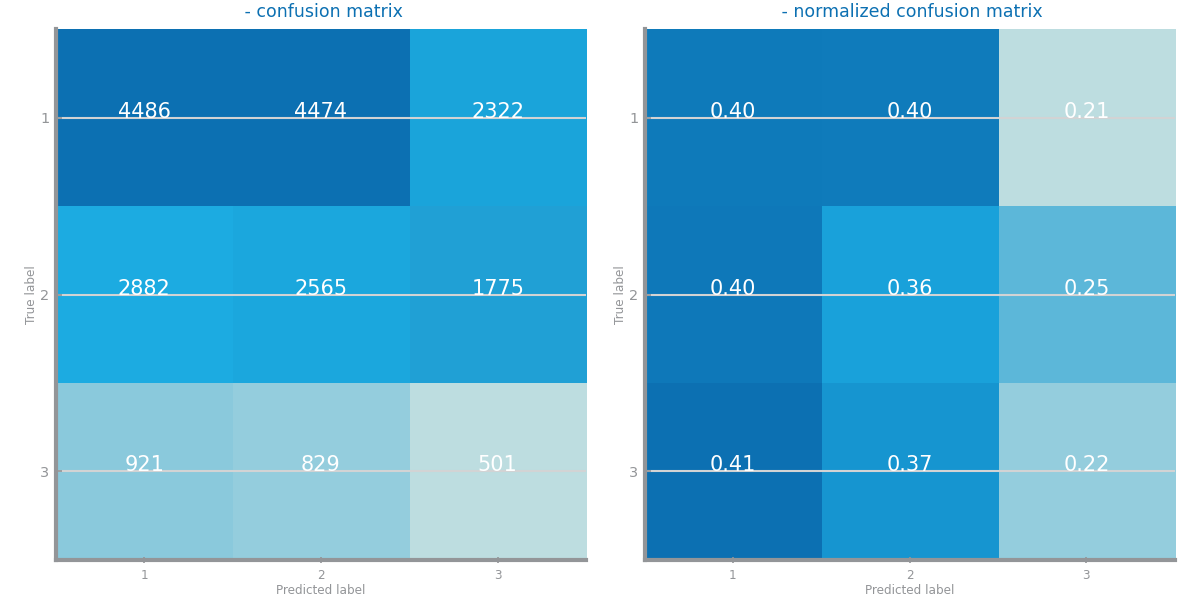 - confusion matrix
1 4486 4474 2322
2 2882 2565 1775
3 921 829 501
True label
1 2 3
Predicted label
- normalized confusion matrix
1 0.40 0.40 0.21
2 0.40 0.36 0.25
3 0.41 0.37 0.22
True label
1 2 3
Predicted label